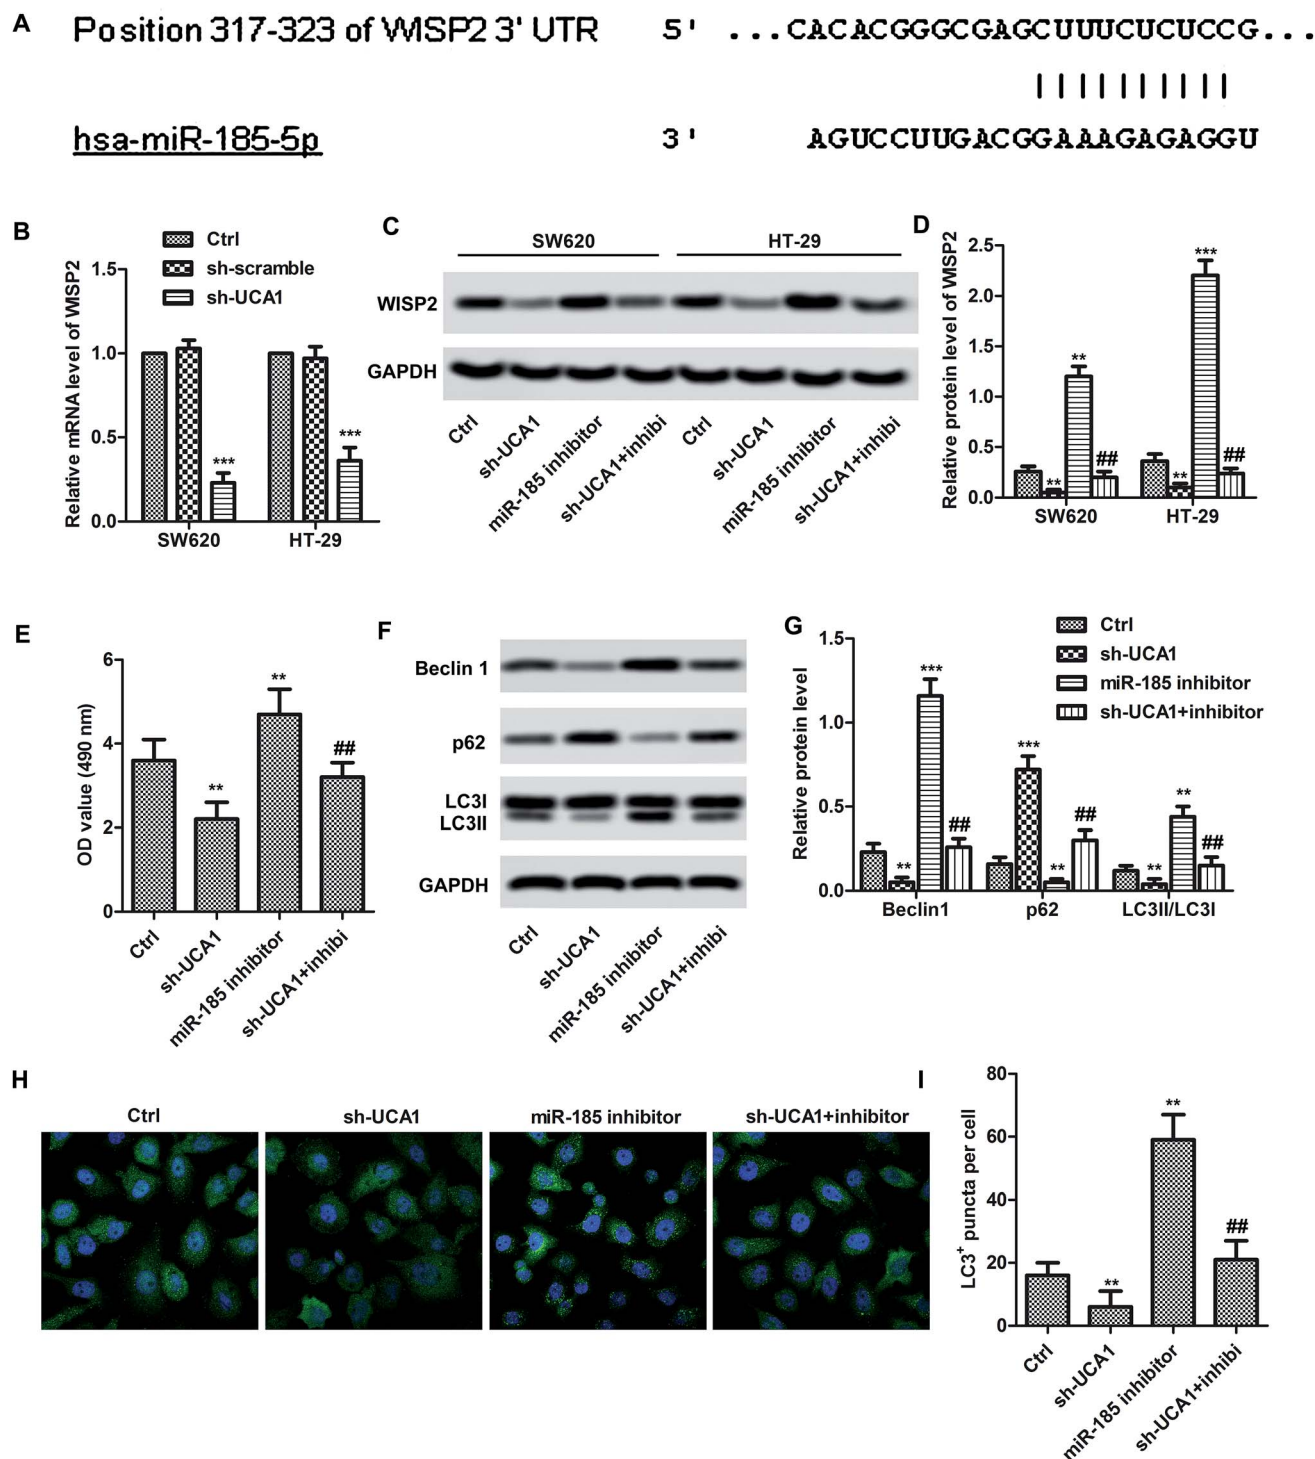 A
Position 317-323 of WISP2 3' UTR
5' ...CACACGGGCGAGCUUUCUCUCCG...
hsa-miR-185-5p
3' AGUCCUUGACGGAAAGAGAGGU
B
Ctrl
sh-scramble
sh-UCA1
Relative mRNA level of WISP2
1.5
1.0
0.5
0.0
***
***
SW620
HT-29
C
SW620
HT-29
WISP2
GAPDH
Ctrl
sh-UCA1
miR-185 inhibitor
sh-UCA1+inhibi
Ctrl
sh-UCA1
miR-185 inhibitor
sh-UCA1+inhibi
D
Relative protein level of WISP2
2.5
2.0
1.5
1.0
0.5
0.0
**
**
##
**
***
##
SW620
HT-29
E
OD value (490 nm)
6
4
2
0
**
**
##
Ctrl
sh-UCA1
miR-185 inhibitor
sh-UCA1+inhibi
F
Beclin 1
p62
LC3I
LC3II
GAPDH
Ctrl
sh-UCA1
miR-185 inhibitor
sh-UCA1+inhibi
G
Ctrl
sh-UCA1
miR-185 inhibitor
sh-UCA1+inhibitor
Relative protein level
1.5
1.0
0.5
0.0
**
***
##
***
**
##
**
**
##
Beclin1
p62
LC3II/LC3I
H
Ctrl
sh-UCA1
miR-185 inhibitor
sh-UCA1+inhibitor
I
LC3+ puncta per cell
80
60
40
20
0
**
**
##
Ctrl
sh-UCA1
miR-185 inhibitor
sh-UCA1+inhibi